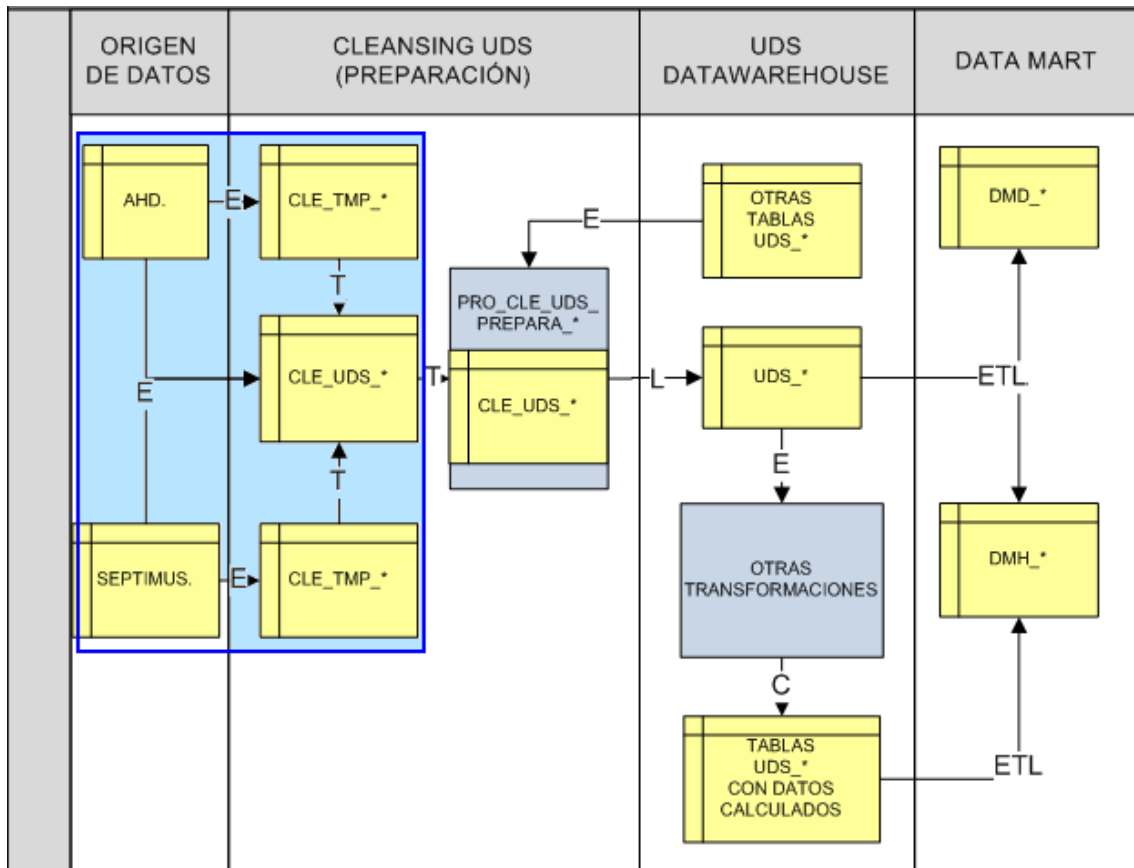 ORIGEN
DE DATOS
CLEANSING UDS
(PREPARACIÓN)
UDS
DATAWAREHOUSE
DATA MART
AHD.
E
CLE_TMP_*
T
E
CLE_UDS_*
T
T
SEPTIMUS.
E
CLE_TMP_*
PRO_CLE_UDS_
PREPARA_*
CLE_UDS_*
E
L
OTRAS
TABLAS
UDS_*
UDS_*
E
OTRAS
TRANSFORMACIONES
C
TABLAS
UDS_*
CON DATOS
CALCULADOS
DMD_*
ETL.
DMH_*
ETL